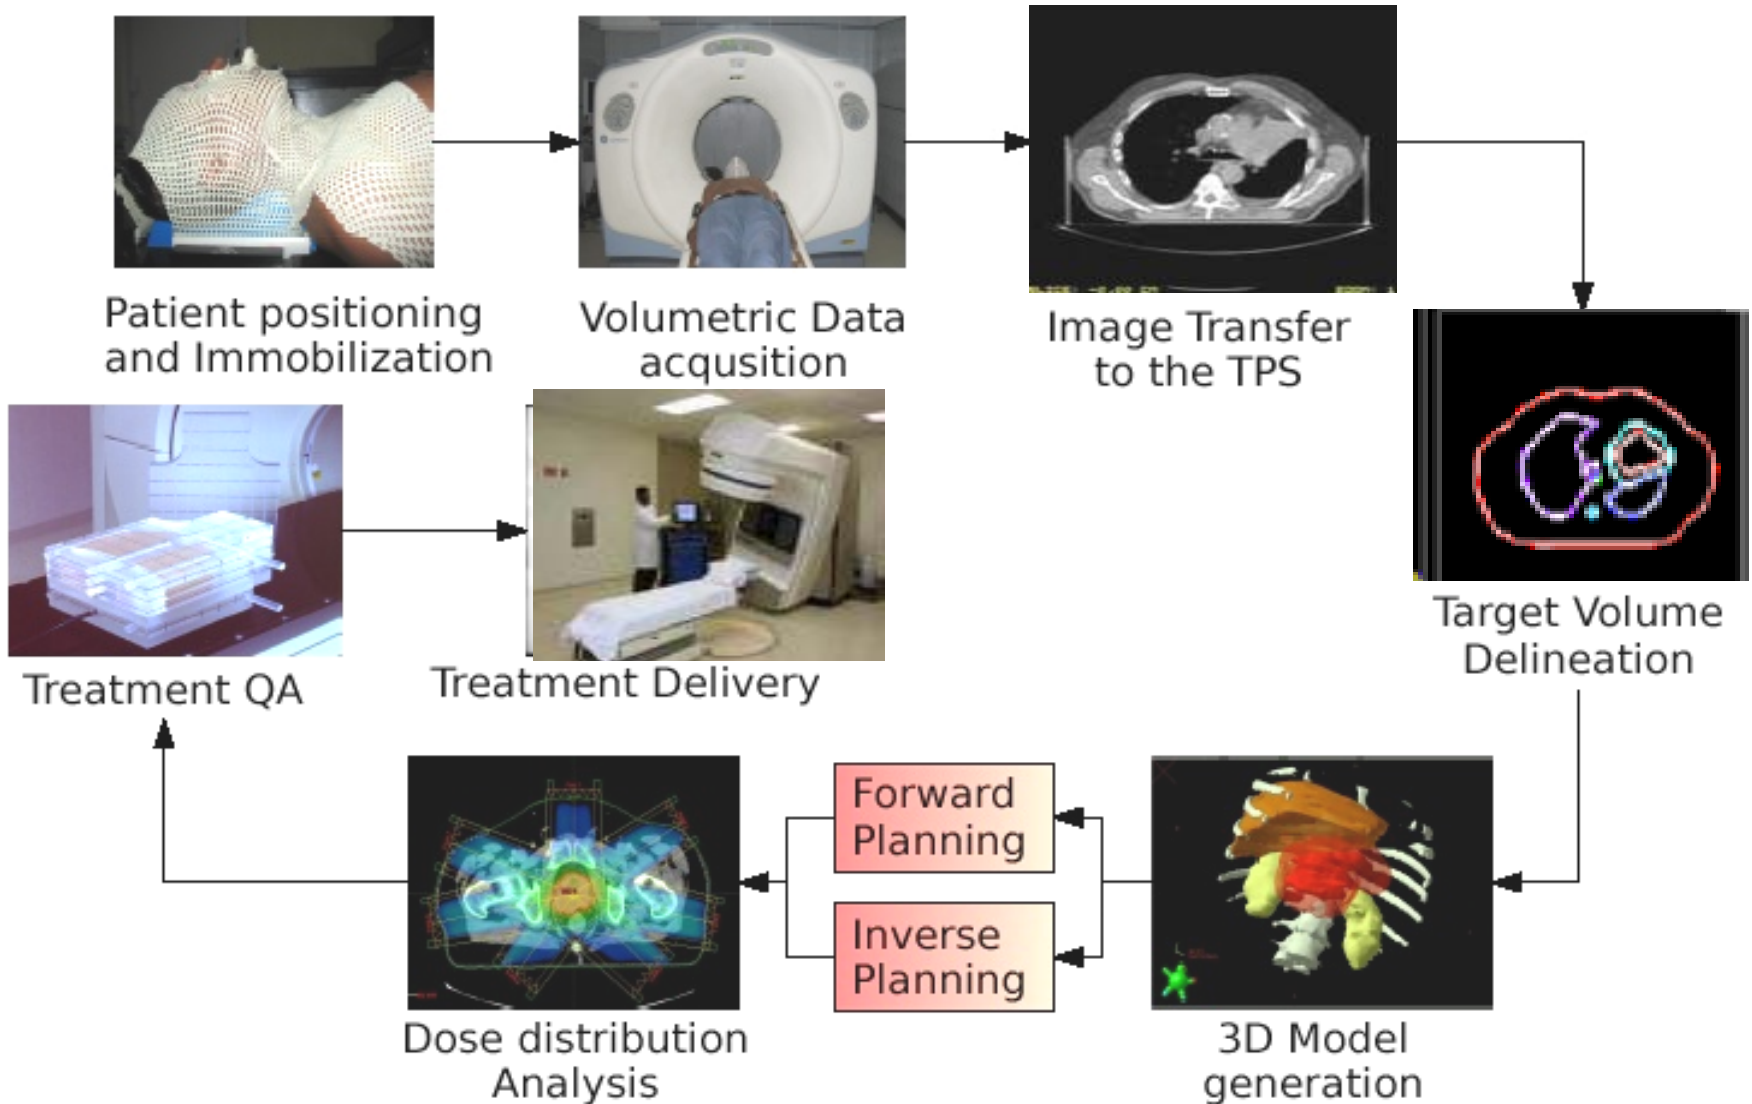 Patient positioning
and Immobilization
Volumetric Data
acqusition
Image Transfer
to the TPS
Target Volume
Delineation
Treatment QA
Treatment Delivery
Forward
Planning
Inverse
Planning
Dose distribution
Analysis
3D Model
generation